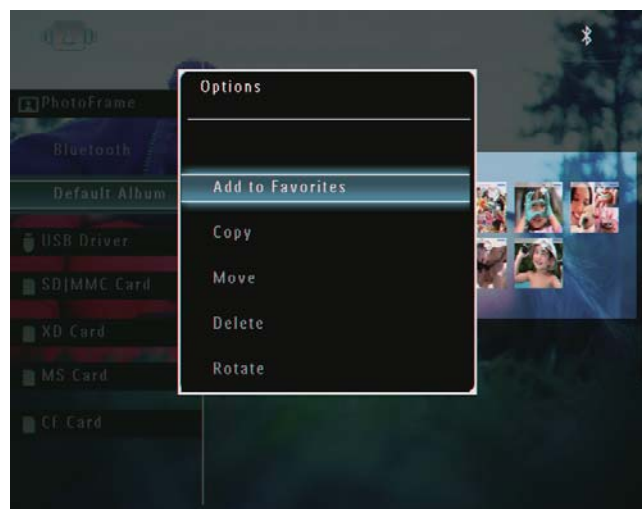 Options
Add to Favorites
Copy
Move
Delete
Rotate
PhotoFrame
Bluetooth
Default Album
USB Driver
SD|MMC Card
XD Card
MS Card
CF Card